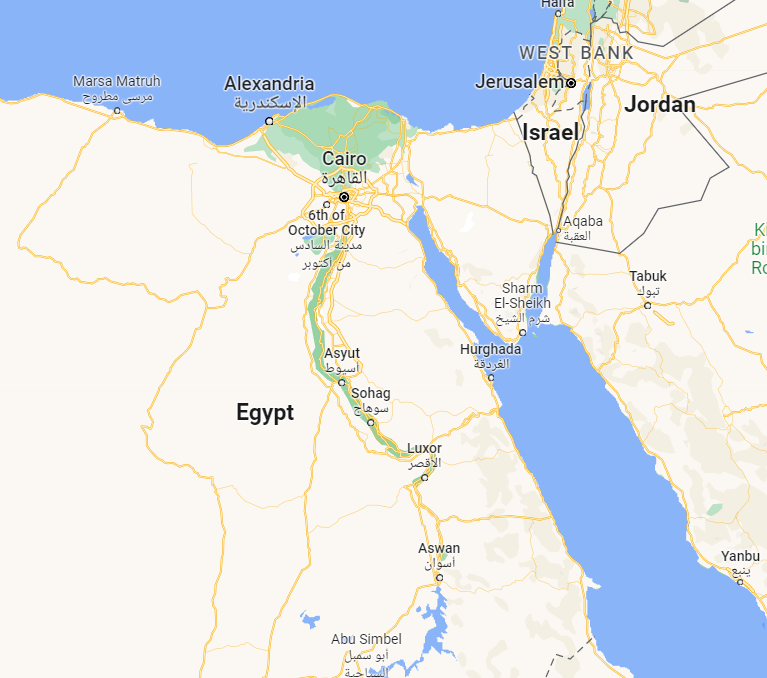 Haifa
WEST BANK
Marsa Matruh
مرسى مطروح
Alexandria
الإسكندرية
Jerusalem
Jordan
Israel
Cairo
القاهرة
6th of
October City
مدينة السادس
من أكتوبر
Aqaba
العقبة
Tabuk
تبوك
Sharm
El-Sheikh
شرم الشيخ
Hurghada
الغردقة
Asyut
أسيوط
Sohag
سوهاج
Egypt
Luxor
الأقصر
Aswan
أسوان
Yanbu
ينبع
Abu Simbel
أبو سمبل
السياحية